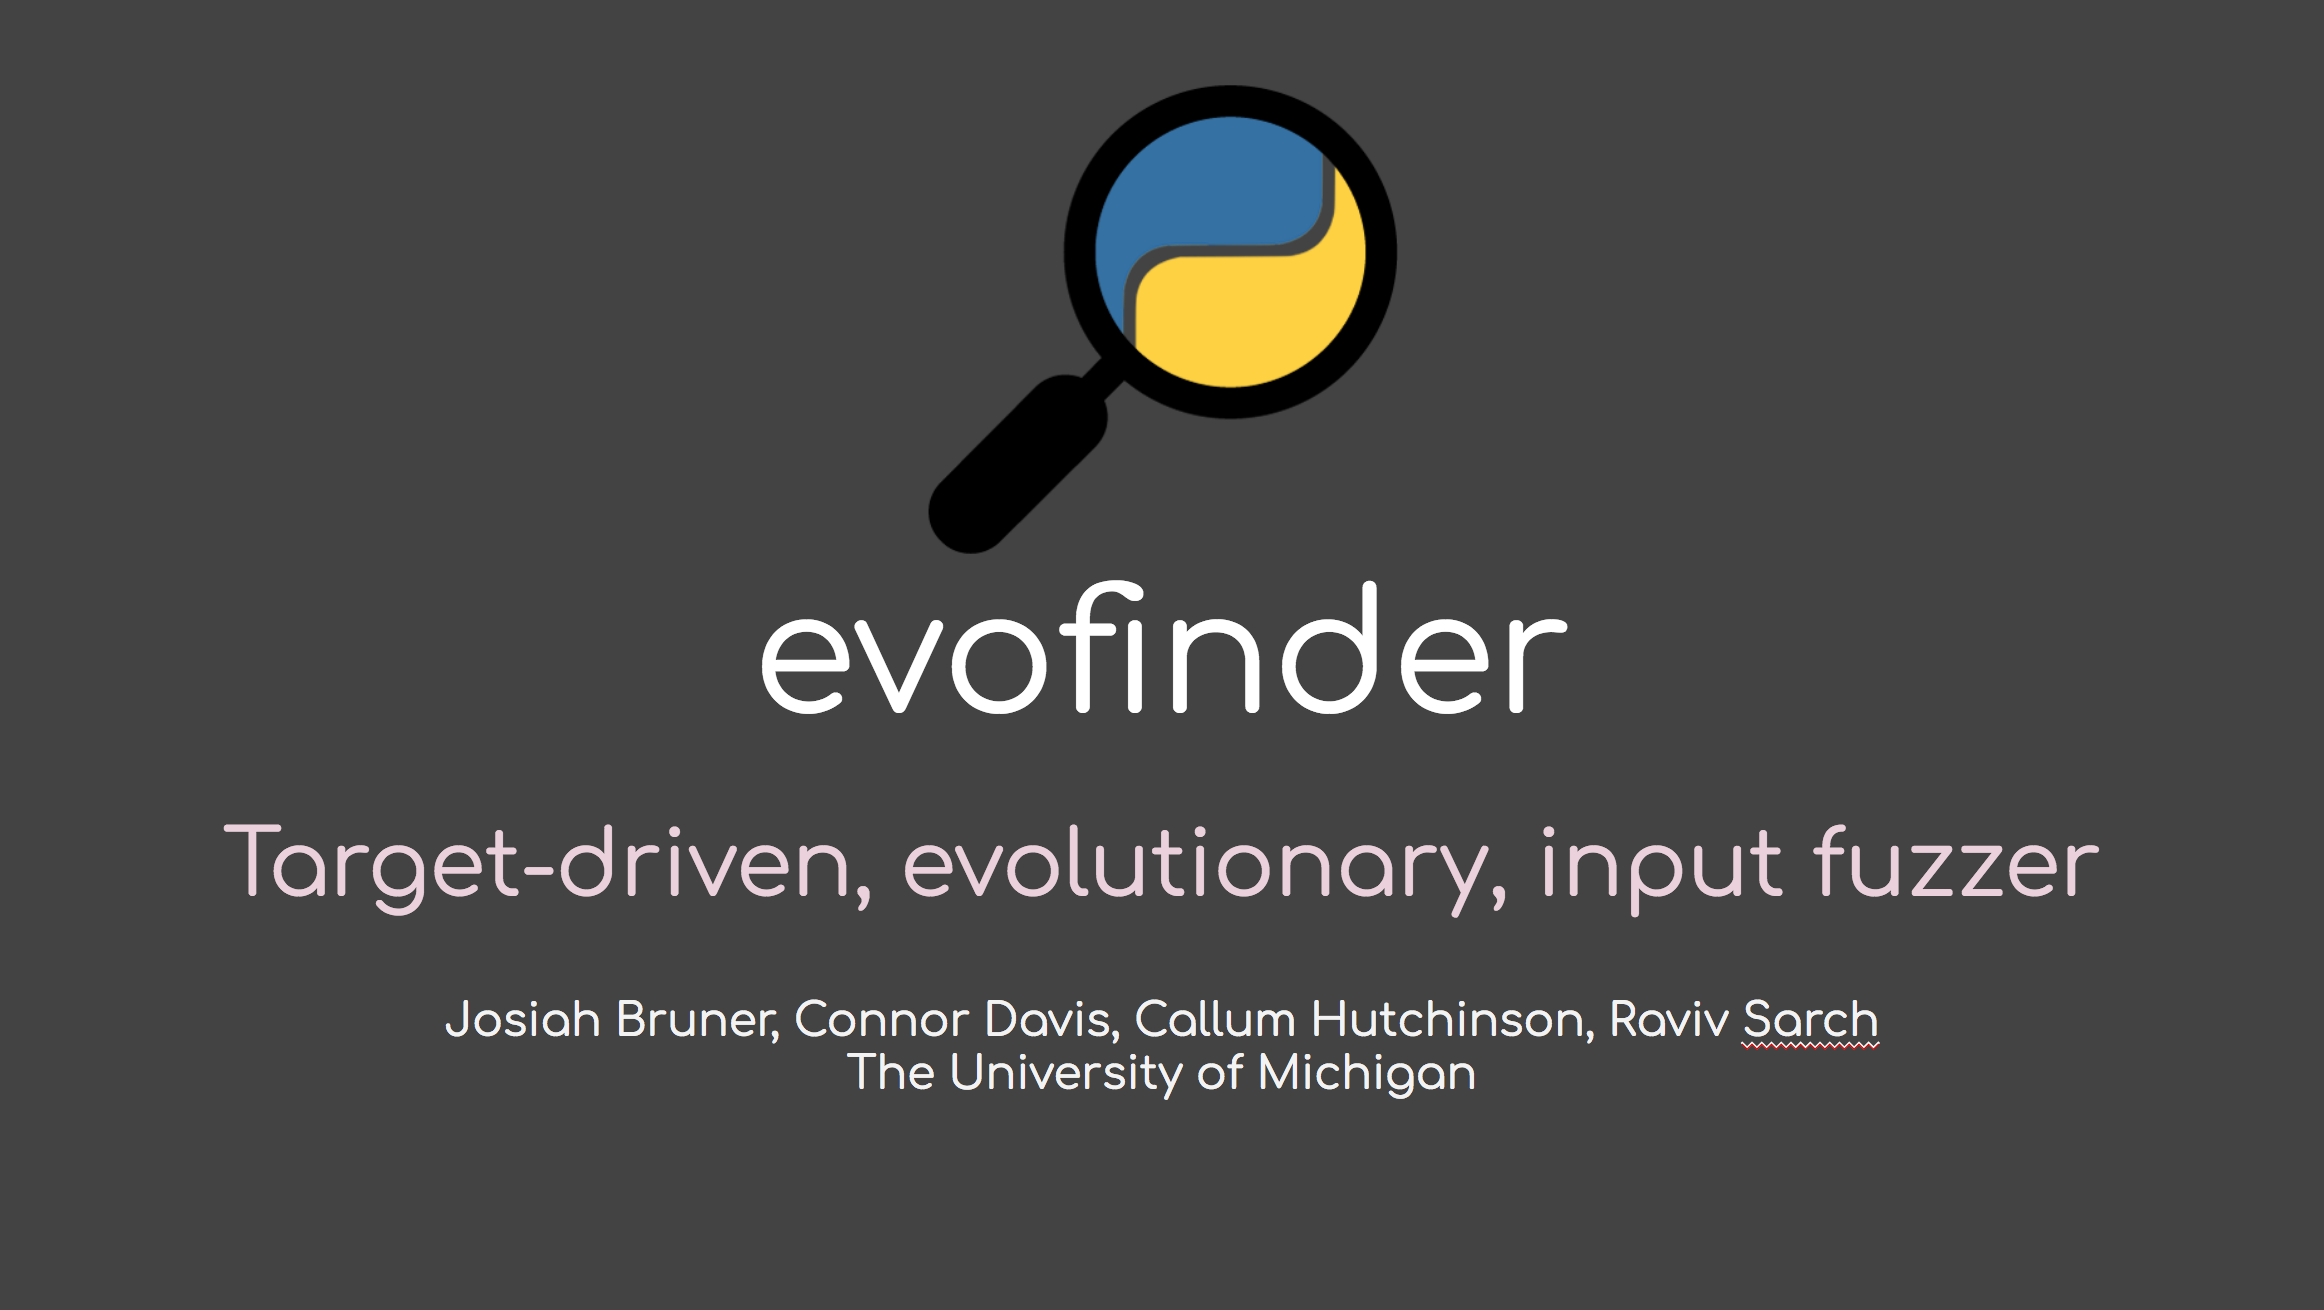 evofinder
Target-driven, evolutionary, input fuzzer
Josiah Bruner, Connor Davis, Callum Hutchinson, Raviv Sarch
The University of Michigan